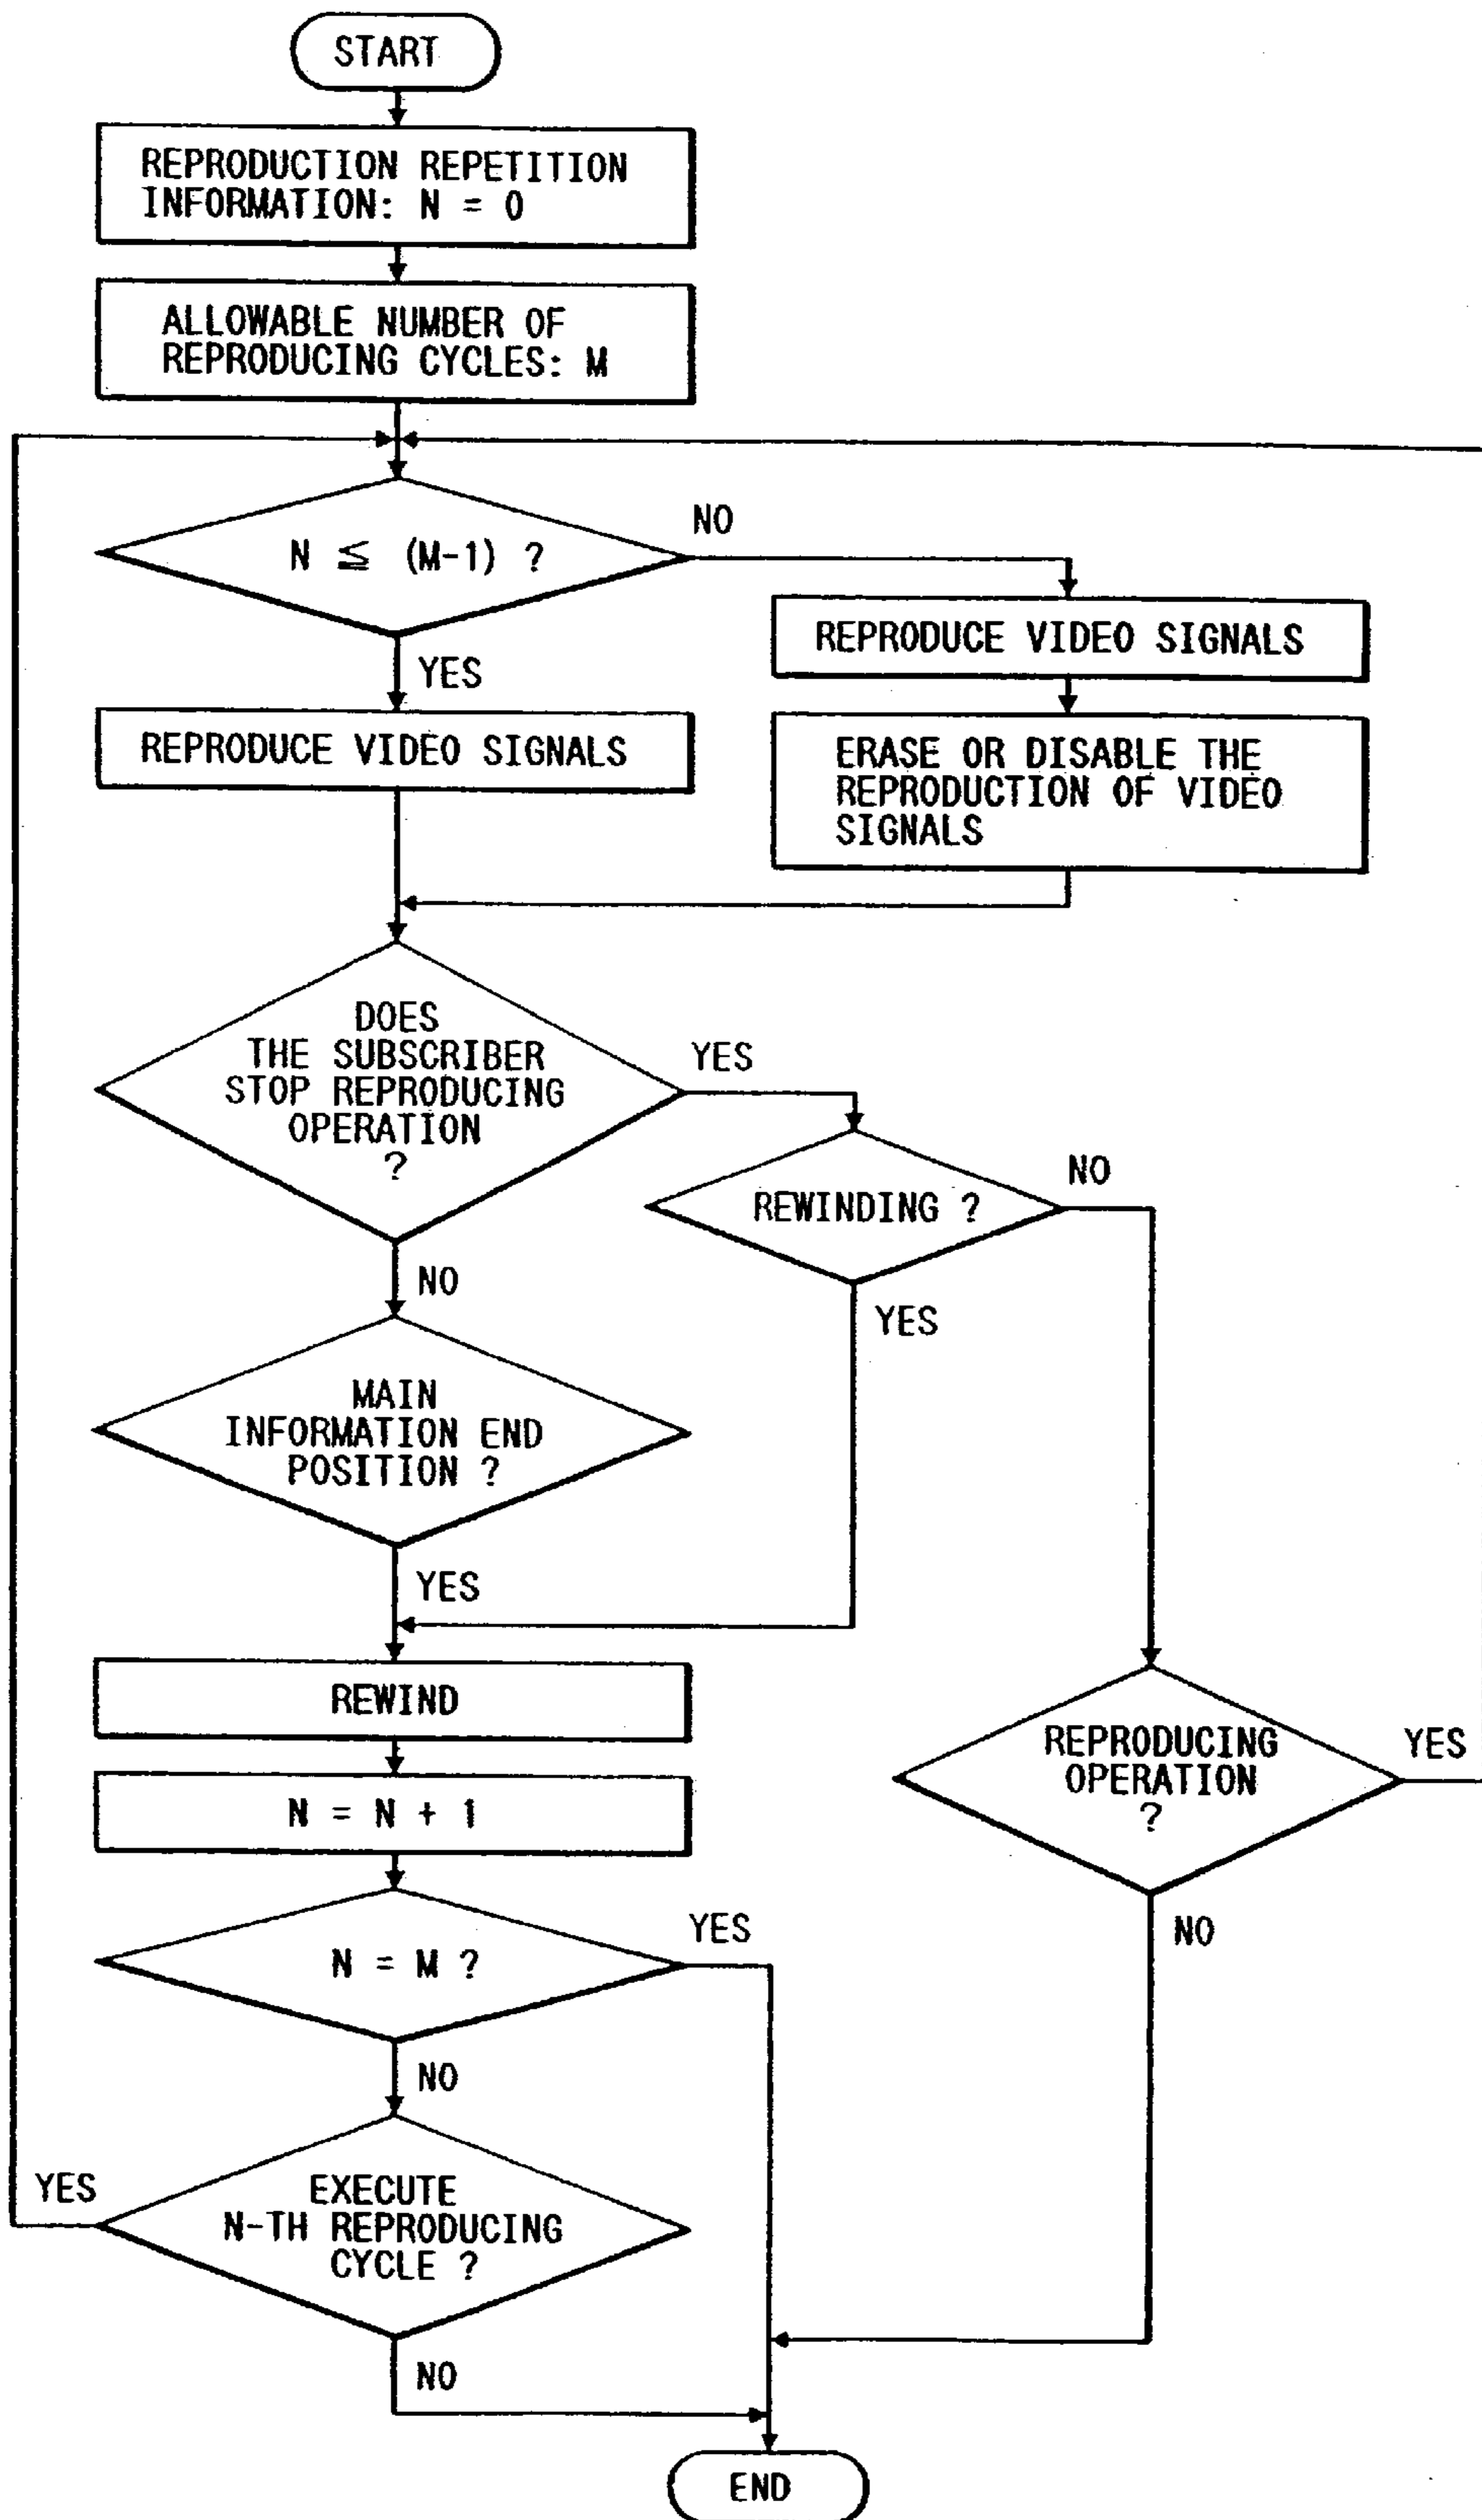 START
REPRODUCTION REPETITION
INFORMATION: N = 0
ALLOWABLE NUMBER OF
REPRODUCING CYCLES: M
N ≦ (M-1) ?
NO
YES
REPRODUCE VIDEO SIGNALS
REPRODUCE VIDEO SIGNALS
ERASE OR DISABLE THE
REPRODUCTION OF VIDEO
SIGNALS
DOES
THE SUBSCRIBER
STOP REPRODUCING
OPERATION
?
YES
NO
REWINDING ?
NO
YES
MAIN
INFORMATION END
POSITION ?
YES
REWIND
N = N + 1
REPRODUCING
OPERATION
?
YES
NO
N = M ?
YES
NO
EXECUTE
N-TH REPRODUCING
CYCLE ?
YES
NO
END